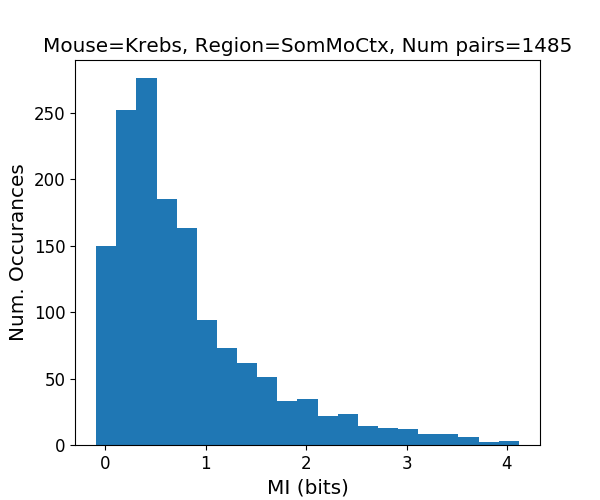 Mouse=Krebs, Region=SomMoCtx, Num pairs=1485
250
200
150
100
50
0
Num. Occurances
0 1 2 3 4
MI (bits)